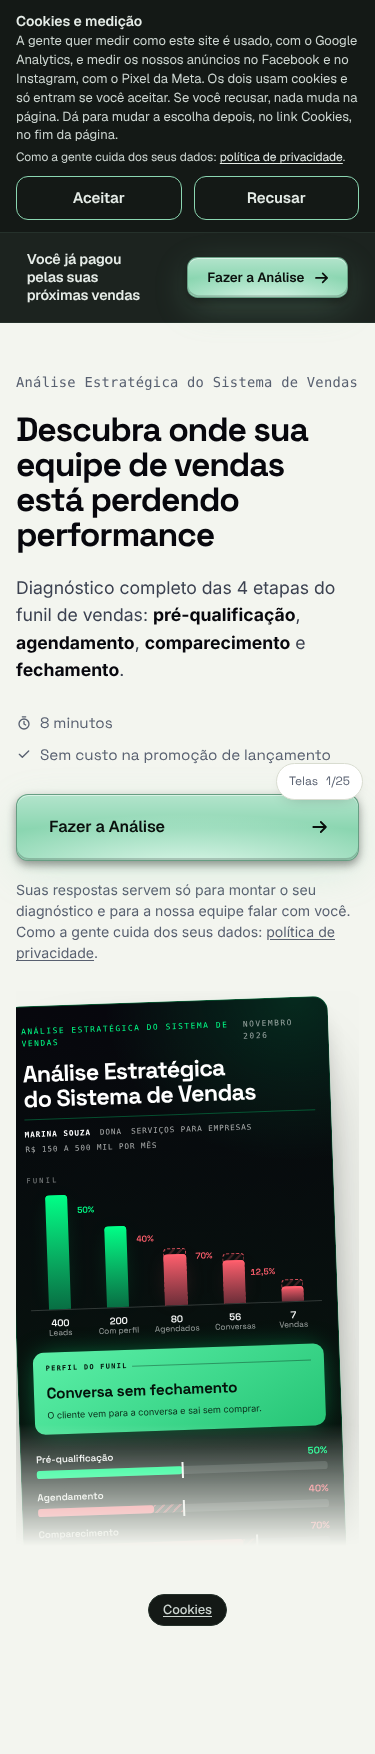 Cookies e medição
A gente quer medir como este site é usado, com o Google
Analytics, e medir os nossos anúncios no Facebook e no
Instagram, com o Pixel da Meta. Os dois usam cookies e
só entram se você aceitar. Se você recusar, nada muda na
página. Dá para mudar a escolha depois, no link Cookies,
no fim da página.
Como a gente cuida dos seus dados: política de privacidade.
Aceitar
Recusar
Você já pagou
pelas suas
próximas vendas
Fazer a Análise
Análise Estratégica do Sistema de Vendas
Descubra onde sua
equipe de vendas
está perdendo
performance
Diagnóstico completo das 4 etapas do
funil de vendas: pré-qualificação,
agendamento, comparecimento e
fechamento.
8 minutos
Sem custo na promoção de lançamento
Telas 1/25
Fazer a Análise
Suas respostas servem só para montar o seu
diagnóstico e para a nossa equipe falar com você.
Como a gente cuida dos seus dados: política de
privacidade.
ANÁLISE ESTRATÉGICA DO SISTEMA DE
VENDAS
NOVEMBRO
2026
Análise Estratégica
do Sistema de Vendas
MARINA SOUZA DONA SERVIÇOS PARA EMPRESAS
R$ 150 A 500 MIL POR MÊS
FUNIL
50%
40%
70%
12,5%
400
Leads
200
Com perfil
80
Agendados
56
Conversas
7
Vendas
PERFIL DO FUNIL
Conversa sem fechamento
O cliente vem para a conversa e sai sem comprar.
Pré-qualificação
50%
Agendamento
40%
Comparecimento
70%
Cookies